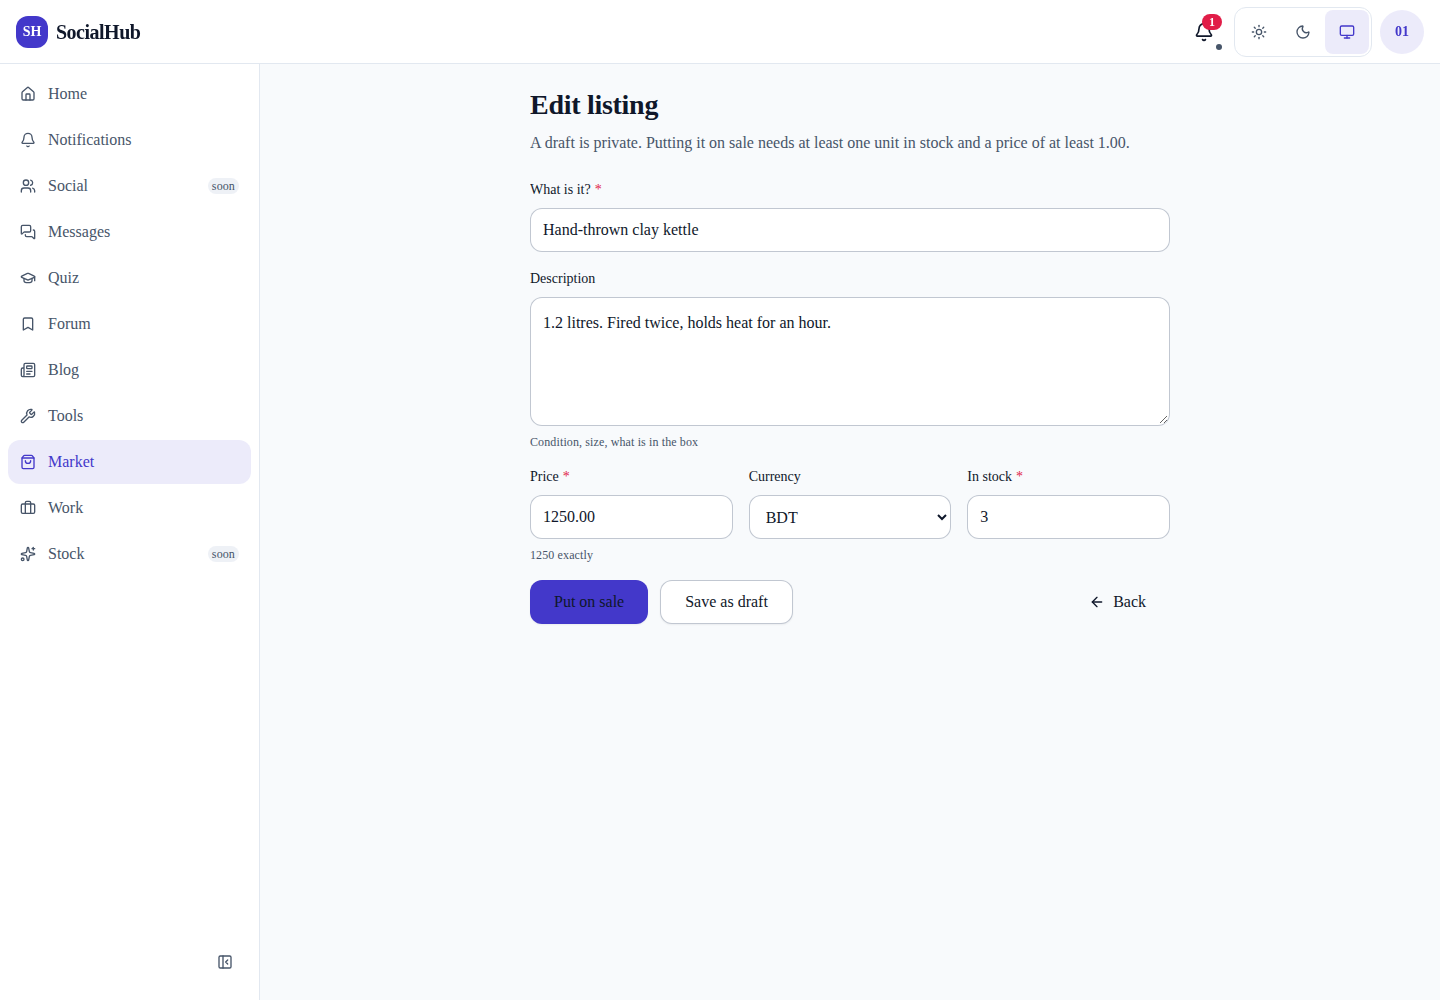 SH SocialHub
1
01
Home
Notifications
Social soon
Messages
Quiz
Forum
Blog
Tools
Market
Work
Stock soon
Edit listing
A draft is private. Putting it on sale needs at least one unit in stock and a price of at least 1.00.
What is it? *
Hand-thrown clay kettle
Description
1.2 litres. Fired twice, holds heat for an hour.
Condition, size, what is in the box
Price * Currency In stock *
1250.00 BDT 3
1250 exactly
Put on sale Save as draft Back